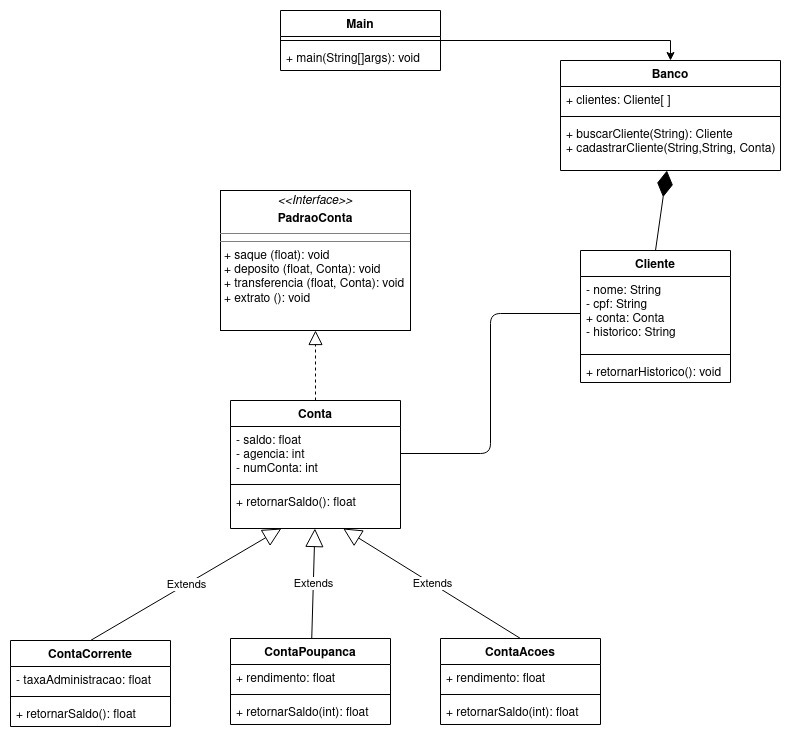 Main
+ main(String[]args): void
Banco
+ clientes: Cliente[ ]
+ buscarCliente(String): Cliente
+ cadastrarCliente(String,String, Conta)
<<Interface>>
PadraoConta
+ saque (float): void
+ deposito (float, Conta): void
+ transferencia (float, Conta): void
+ extrato (): void
Cliente
- nome: String
- cpf: String
+ conta: Conta
- historico: String
+ retornarHistorico(): void
Conta
- saldo: float
- agencia: int
- numConta: int
+ retornarSaldo(): float
Extends
Extends
Extends
ContaCorrente
- taxaAdministracao: float
+ retornarSaldo(): float
ContaPoupanca
+ rendimento: float
+ retornarSaldo(int): float
ContaAcoes
+ rendimento: float
+ retornarSaldo(int): float